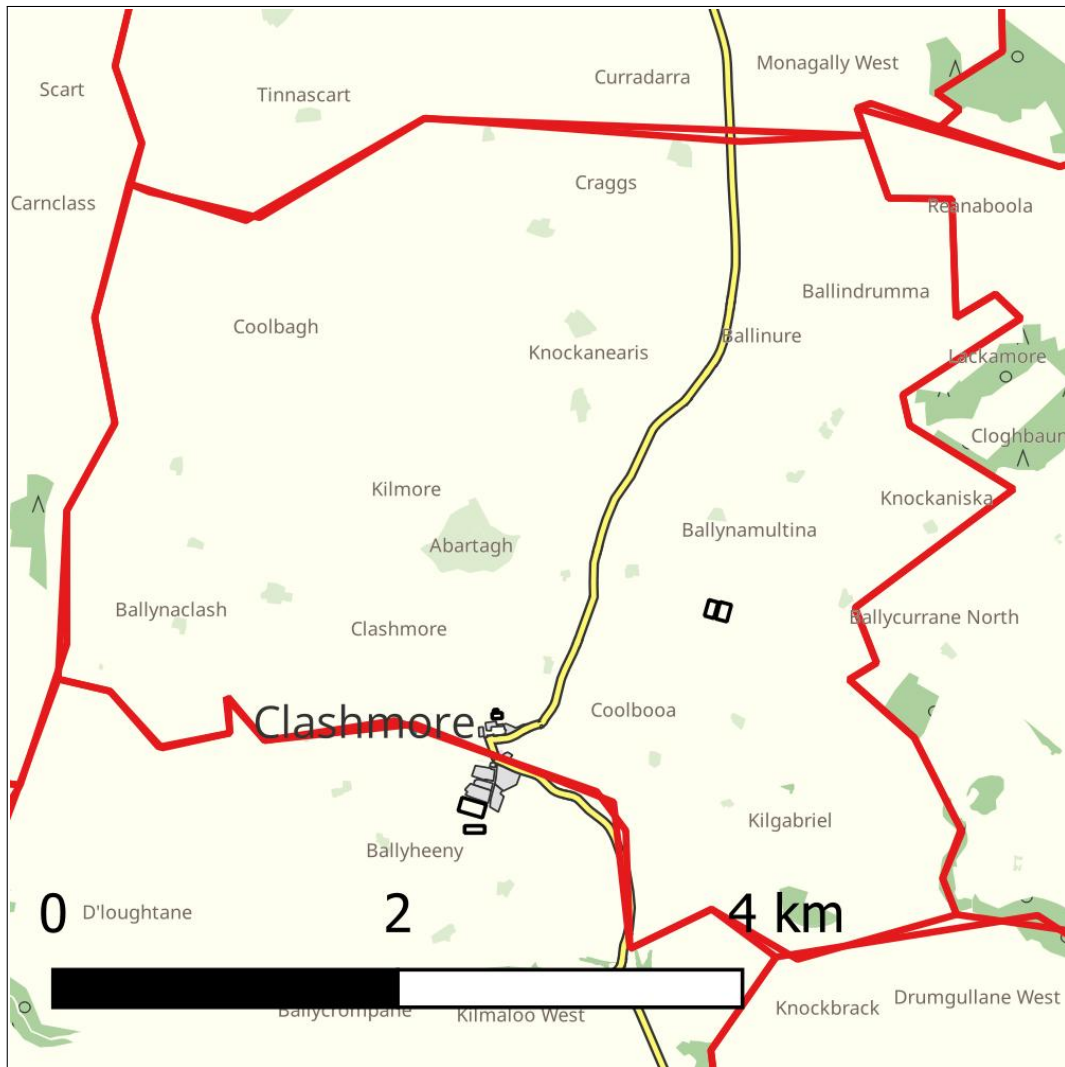 Monagally West
Curradarra
Scart
Tinnascart
Craggs
Carnclass
Reanaboola
Ballindrumma
Coolbagh
Ballinure
Knockanearis
Lackamore
Cloghbaun
Kilmore
Knockaniska
Ballynamultina
Abartagh
Ballynaclash
Ballycurrane North
Clashmore
Coolbooa
Clashmore
Kilgabriel
Ballyheeny
D'loughtane
0 2 4 km
Drumgullane West
Knockbrack
Ballycrompane
Kilmaloo West